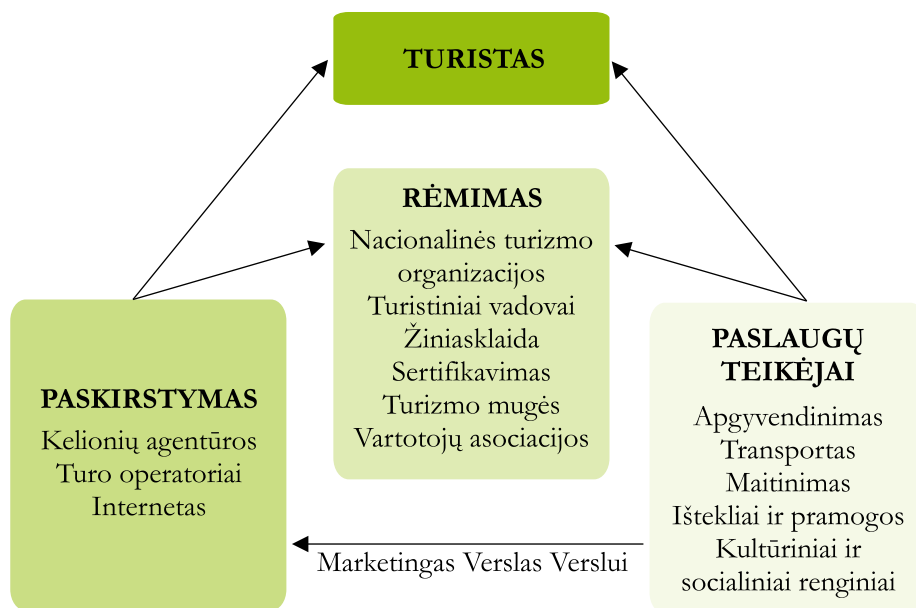 TURISTAS
RĖMIMAS
Nacionalinės turizmo
organizacijos
Turistiniai vadovai
Žiniasklaida
Sertifikavimas
Turizmo mugės
Vartotojų asociacijos
PASKIRSTYMAS
Kelionių agentūros
Turo operatoriai
Internetas
PASLAUGŲ
TEIKĖJAI
Apgyvendinimas
Transportas
Maitinimas
Ištekliai ir pramogos
Kultūriniai ir
socialiniai renginiai
Marketingas Verslas Verslui